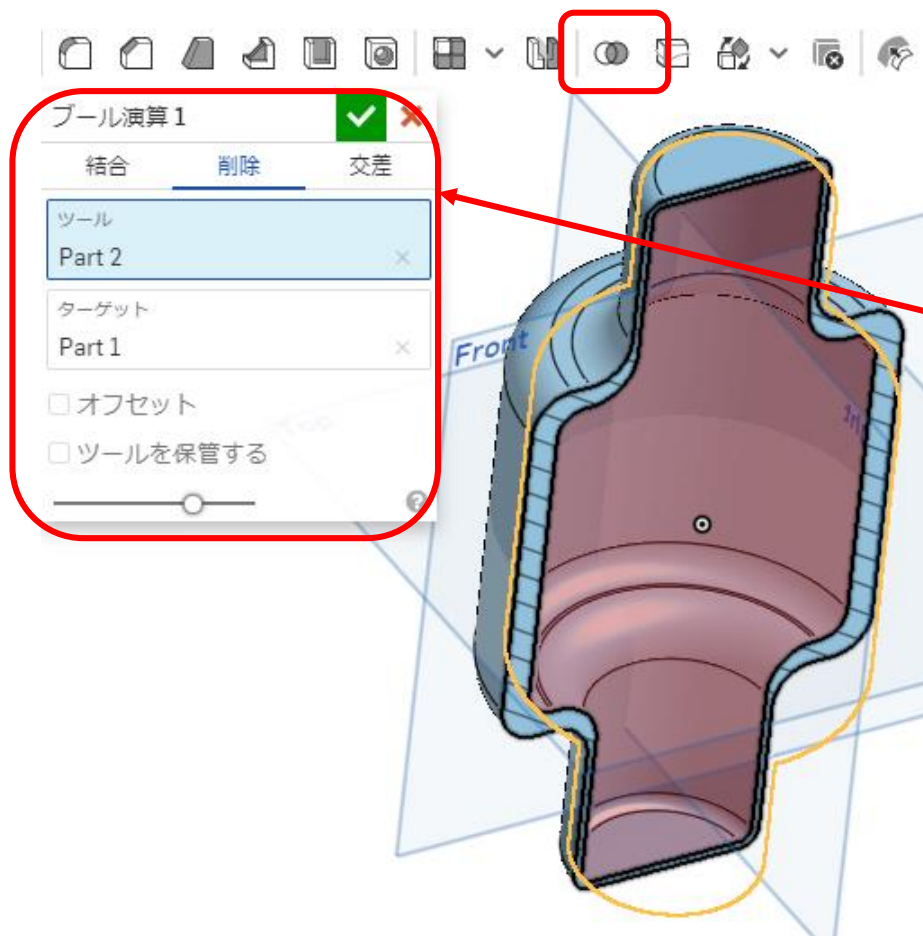 ブール演算 1
結合 削除 交差
ツール
Part 2
ターゲット
Part 1
オフセット
ツールを保管する
Front
Top